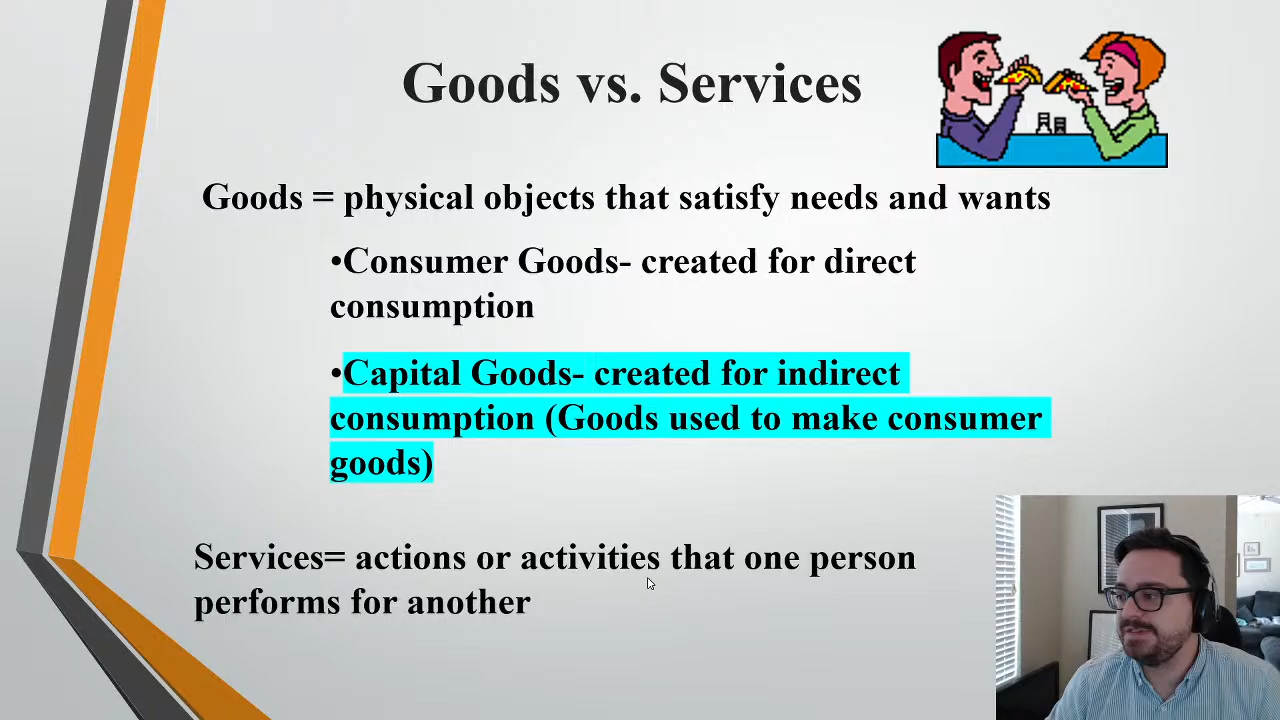 Goods vs. Services
Goods = physical objects that satisfy needs and wants
•Consumer Goods- created for direct
consumption
•Capital Goods- created for indirect
consumption (Goods used to make consumer
goods)
Services= actions or activities that one person
performs for another